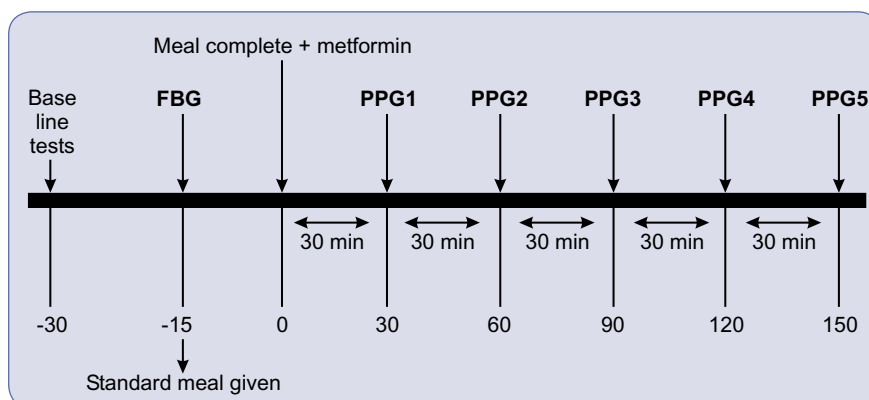 Meal complete + metformin
Base
line
tests
FBG
PPG1
PPG2
PPG3
PPG4
PPG5
30 min
30 min
30 min
30 min
30 min
-30
-15
0
30
60
90
120
150
Standard meal given